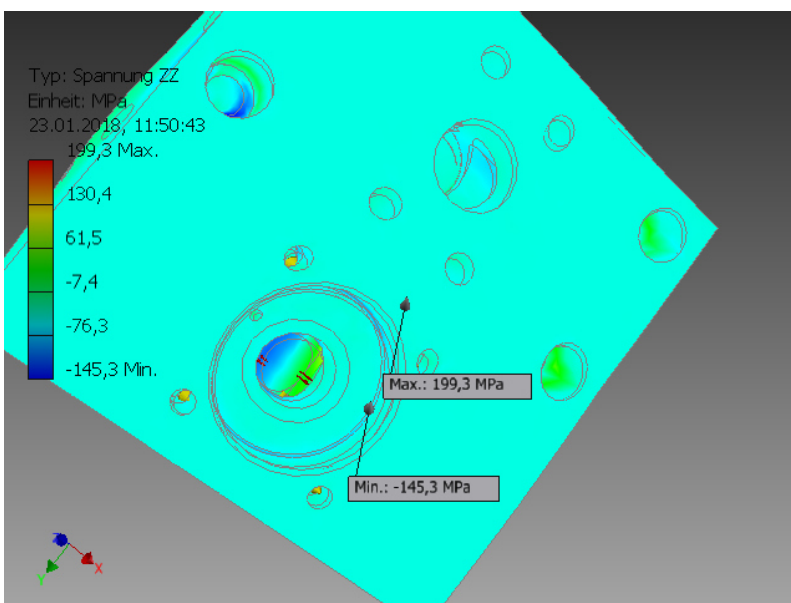 Typ: Spannung ZZ
Einheit: MPa
23.01.2018, 11:50:43
199,3 Max.
130,4
61,5
-7,4
-76,3
-145,3 Min.
Max.: 199,3 MPa
Min.: -145,3 MPa
Z
X
Y